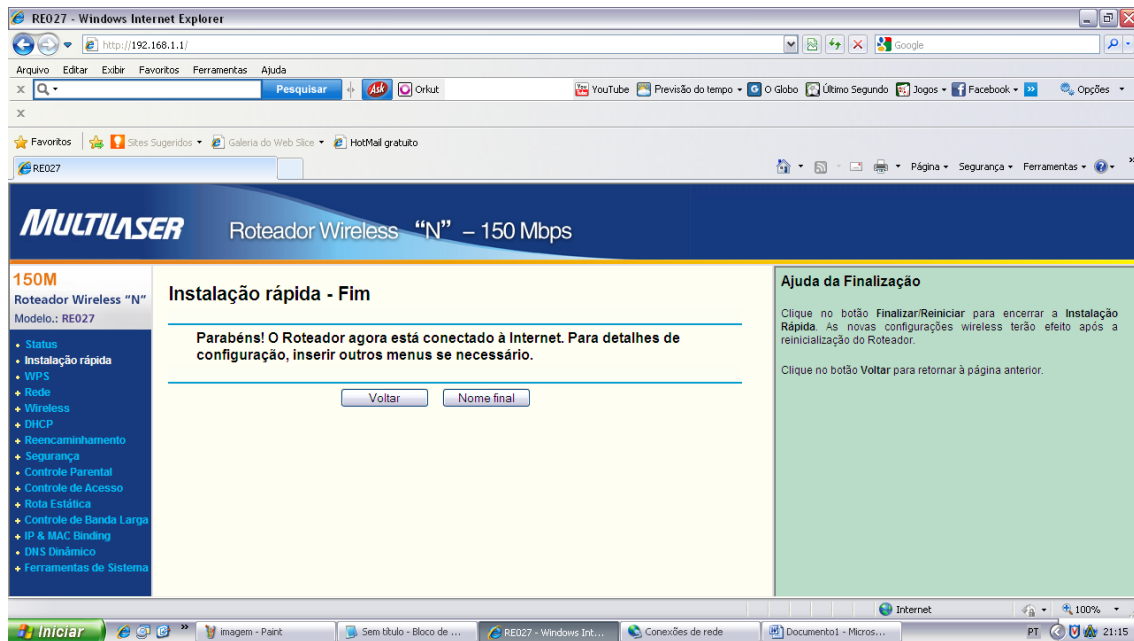 RE027 - Windows Internet Explorer
http://192.168.1.1/
Google
Arquivo Editar Exibir Favoritos Ferramentas Ajuda
x Pesquisar Ask Orkut YouTube Previsão do tempo O Globo Último Segundo Jogos Facebook Opções
x
Favoritos Sites Sugeridos Galeria do Web Slice HotMail gratuito
RE027 Página Segurança Ferramentas
MULTILASER Roteador Wireless “N” – 150 Mbps
150M
Roteador Wireless "N"
Modelo.: RE027
• Status
• Instalação rápida
• WPS
+ Rede
+ Wireless
+ DHCP
+ Reencaminhamento
+ Segurança
• Controle Parental
+ Controle de Acesso
+ Rota Estática
+ Controle de Banda Larga
+ IP & MAC Binding
• DNS Dinâmico
+ Ferramentas de Sistema
Instalação rápida - Fim
Parabéns! O Roteador agora está conectado à Internet. Para detalhes de
configuração, inserir outros menus se necessário.
Voltar Nome final
Ajuda da Finalização
Clique no botão Finalizar/Reiniciar para encerrar a Instalação
Rápida. As novas configurações wireless terão efeito após a
reinicialização do Roteador.
Clique no botão Voltar para retornar à página anterior.
Internet 100%
Iniciar imagem - Paint Sem título - Bloco de ... RE027 - Windows Int... Conexões de rede Documento1 - Micros... PT 21:15